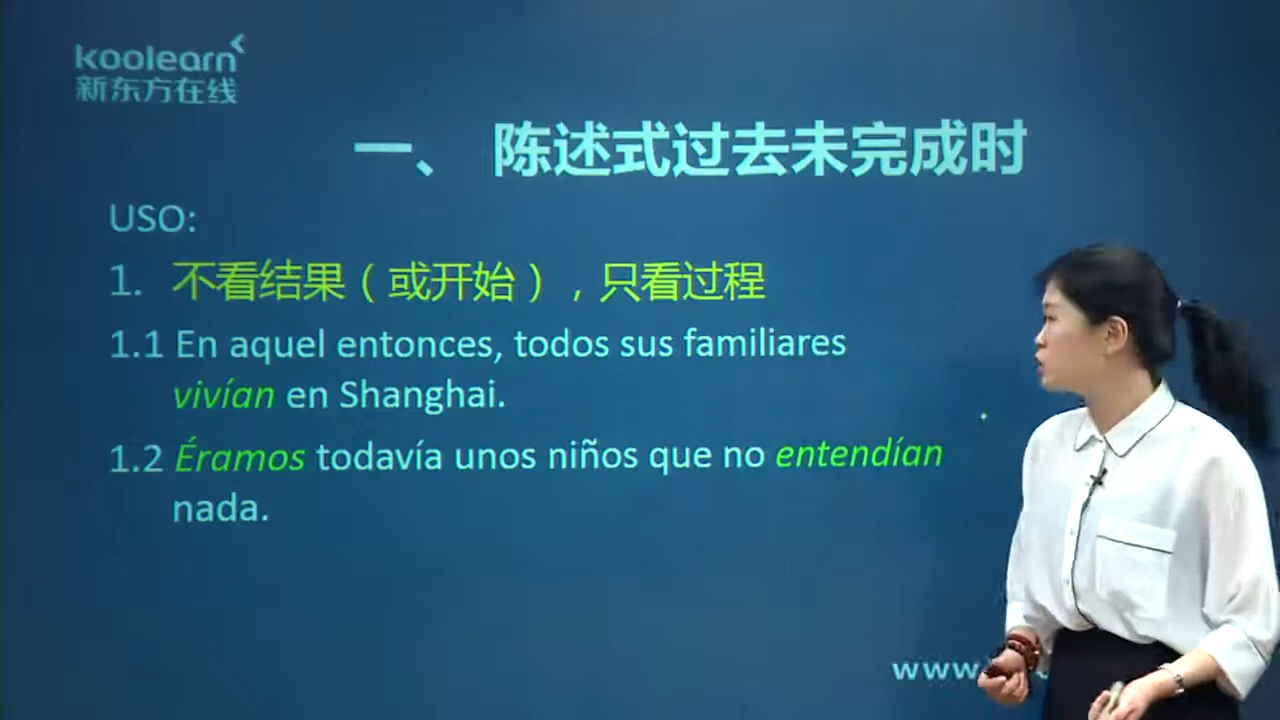 koolearn
新东方在线
一、 陈述式过去未完成时
USO:
1. 不看结果（或开始），只看过程
1.1 En aquel entonces, todos sus familiares
vivían en Shanghai.
1.2 Éramos todavía unos niños que no entendían
nada.
www.